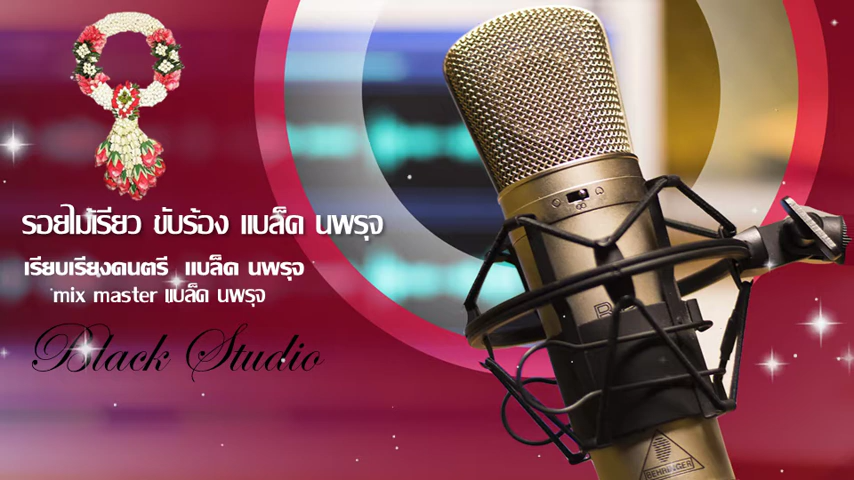 รอยไม้เรียว ขับร้อง แบล็ค นพรุจ
เรียบเรียงดนตรี แบล็ค นพรุจ
mix master แบล็ค นพรุจ
Black Studio
BEHRINGER